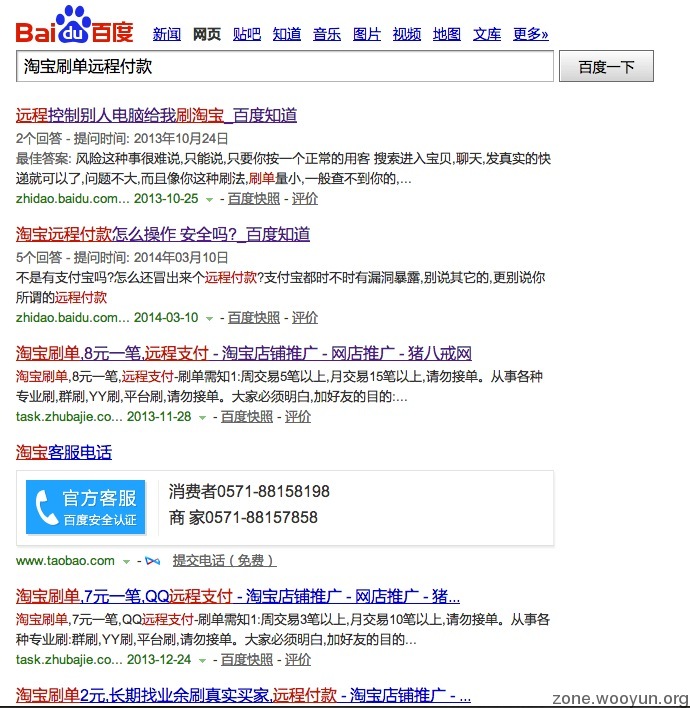 Bai du 百度 新闻 网页 贴吧 知道 音乐 图片 视频 地图 文库 更多»
淘宝刷单远程付款 百度一下
远程控制别人电脑给我刷淘宝_百度知道
2个回答 - 提问时间: 2013年10月24日
最佳答案: 风险这种事很难说,只能说,只要你按一个正常的用客 搜索进入宝贝,聊天,发真实的快
递就可以了,问题不大,而且像你这种刷法,刷单量小,一般查不到你的,...
zhidao.baidu.com... 2013-10-25 - 百度快照 - 评价
淘宝远程付款怎么操作 安全吗?_百度知道
5个回答 - 提问时间: 2014年03月10日
不是有支付宝吗?怎么还冒出来个远程付款?支付宝都时不时有漏洞暴露,别说其它的,更别说你
所谓的远程付款
zhidao.baidu.com... 2014-03-10 - 百度快照 - 评价
淘宝刷单,8元一笔,远程支付 - 淘宝店铺推广 - 网店推广 - 猪八戒网
淘宝刷单,8元一笔,远程支付-刷单需知1:周交易5笔以上,月交易15笔以上,请勿接单。从事各种
专业刷,群刷,YY刷,平台刷,请勿接单。大家必须明白,加好友的目的:...
task.zhubajie.co... 2013-11-28 - 百度快照 - 评价
淘宝客服电话
官方客服
百度安全认证
消费者0571-88158198
商 家0571-88157858
www.taobao.com - 提交电话（免费）
淘宝刷单,7元一笔,QQ远程支付 - 淘宝店铺推广 - 网店推广 - 猪...
淘宝刷单,7元一笔,QQ远程支付-刷单需知1:周交易3笔以上,月交易10笔以上,请勿接单。从事各
种专业刷:群刷,YY刷,平台刷,请勿接单。大家必须明白,加好友的目的...
task.zhubajie.co... 2013-12-24 - 百度快照 - 评价
淘宝刷单2元,长期找业余刷真实买家,远程付款 - 淘宝店铺推广 - ...
zone.wooyun.org